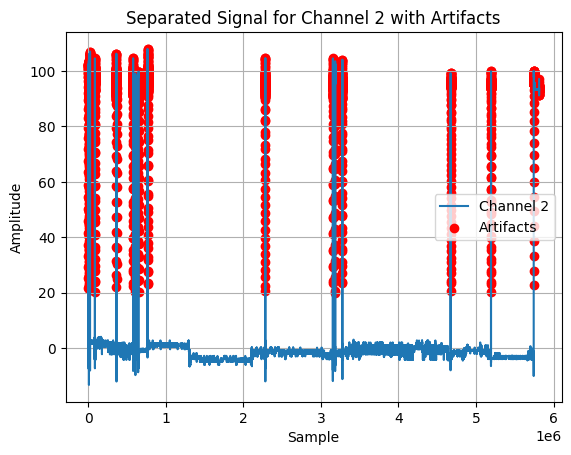 Separated Signal for Channel 2 with Artifacts
Amplitude
100
80
60
40
20
0
Channel 2
Artifacts
0 1 2 3 4 5 6
1e6
Sample